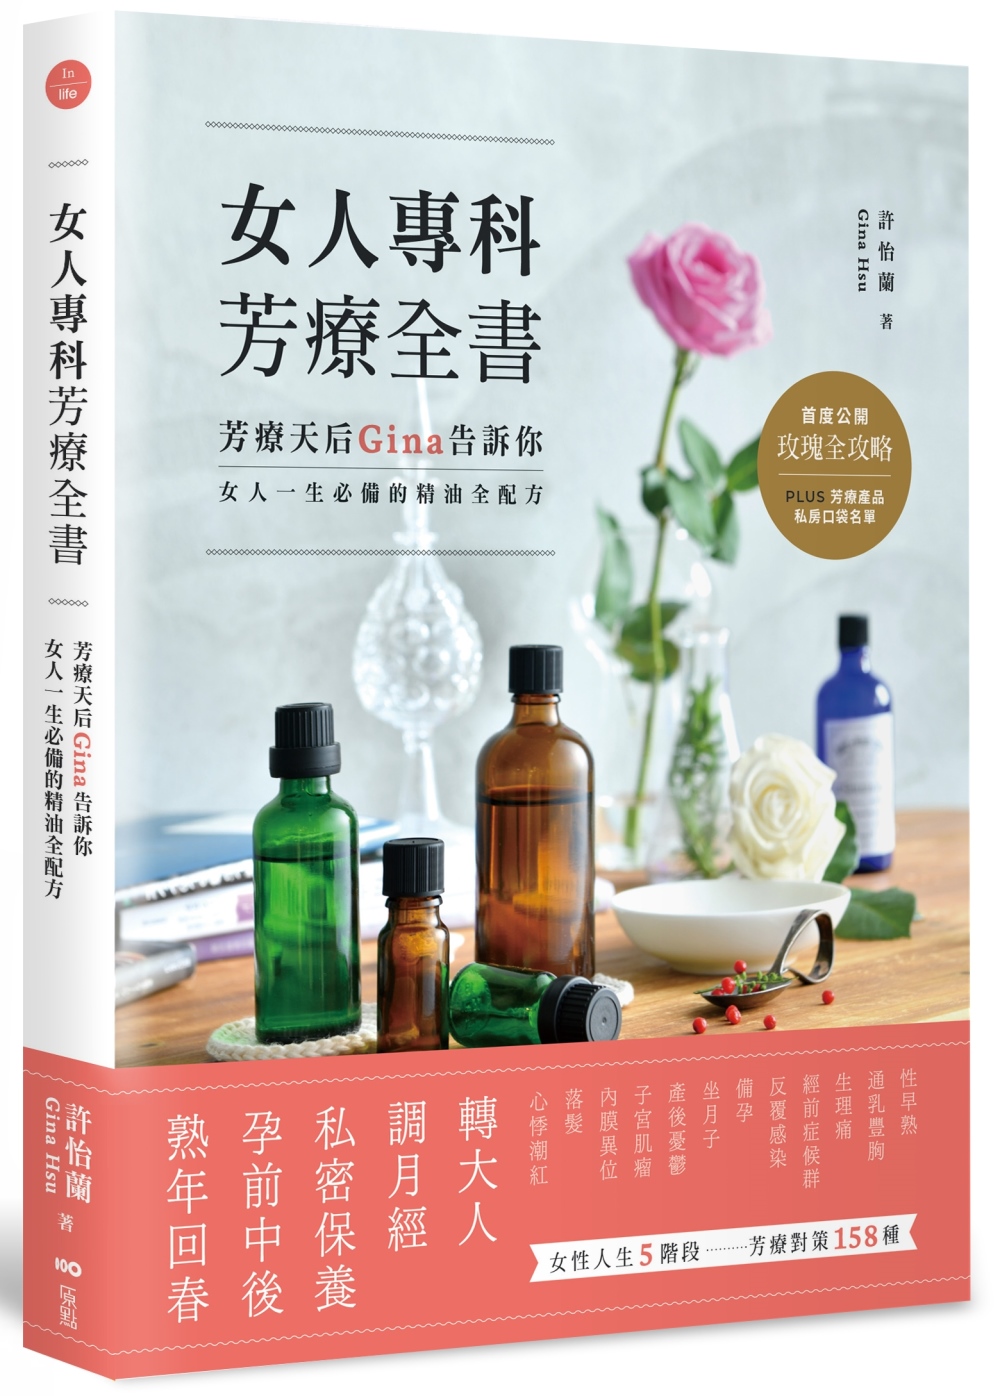 In
life
女人專科芳療全書
芳療天后Gina告訴你
女人一生必備的精油全配方
許怡蘭
Gina Hsu
著
原點
女人專科
芳療全書
芳療天后Gina告訴你
女人一生必備的精油全配方
許怡蘭 著
Gina Hsu
首度公開
玫瑰全攻略
PLUS 芳療產品
私房口袋名單
性早熟
通乳豐胸
生理痛
經前症候群
反覆感染
備孕
坐月子
產後憂鬱
子宮肌瘤
內膜異位
落髮
心悸潮紅
轉大人
調月經
私密保養
孕前中後
熟年回春
女性人生5階段………芳療對策158種